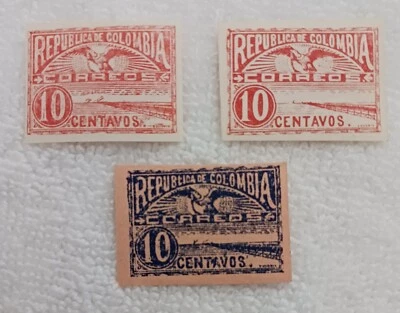 REPUBLICA DE COLOMBIA
CORREOS
10
CENTAVOS.
REPUBLICA DE COLOMBIA
CORREOS
10
CENTAVOS.
REPUBLICA DE COLOMBIA
CORREOS
10
CENTAVOS.